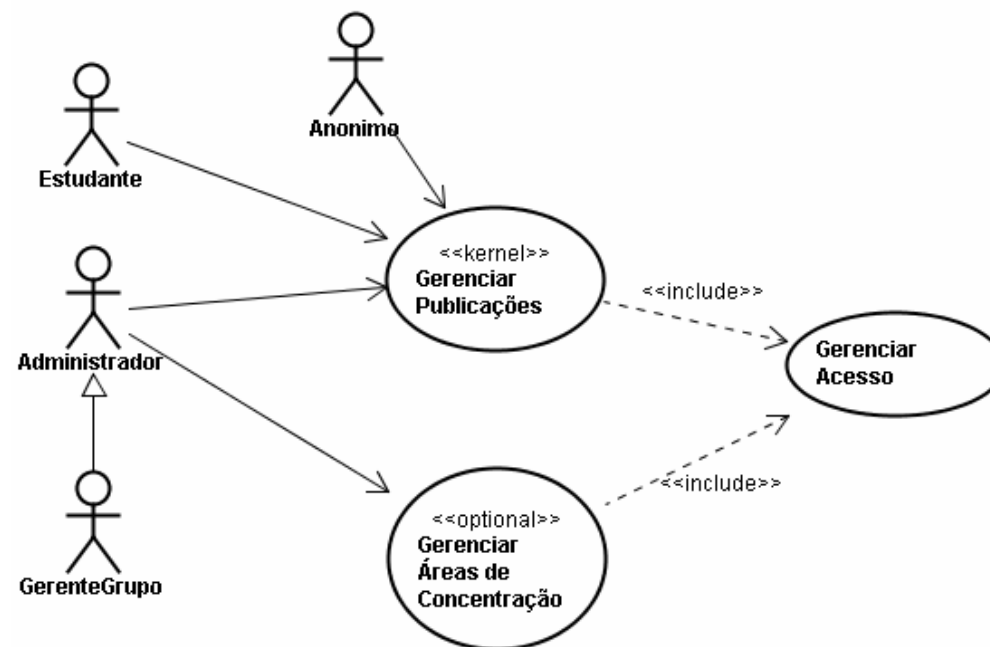 Anonimo
Estudante
<<kernel>>
Gerenciar
Publicações
<<include>>
Administrador
Gerenciar
Acesso
<<include>>
<<optional>>
Gerenciar
Áreas de
Concentração
GerenteGrupo